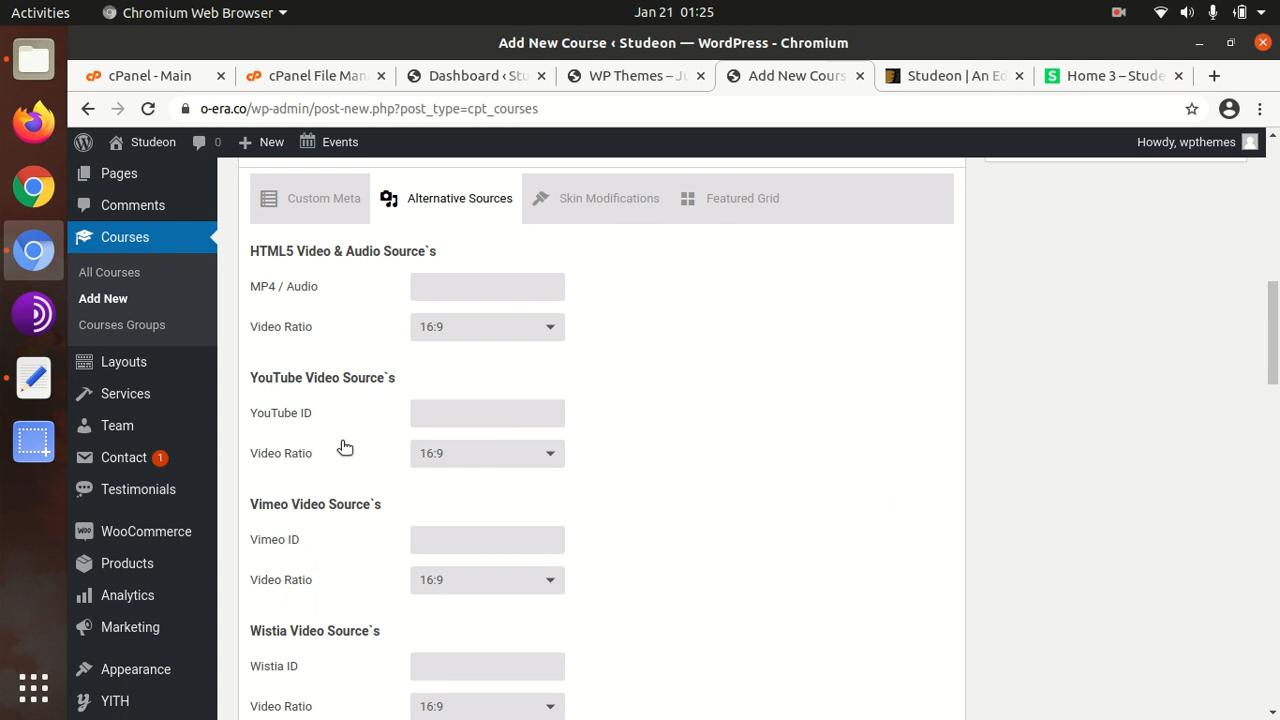 Activities Chromium Web Browser Jan 21 01:25
Add New Course ‹ Studeon — WordPress - Chromium
cPanel - Main cPanel File Man Dashboard ‹ Stu WP Themes – Ju Add New Cours Studeon | An Ed Home 3 – Stude
o-era.co/wp-admin/post-new.php?post_type=cpt_courses
Studeon 0 New Events Howdy, wpthemes
Pages
Comments
Courses
All Courses
Add New
Courses Groups
Layouts
Services
Team
Contact 1
Testimonials
WooCommerce
Products
Analytics
Marketing
Appearance
YITH
Custom Meta Alternative Sources Skin Modifications Featured Grid
HTML5 Video & Audio Source`s
MP4 / Audio
Video Ratio 16:9
YouTube Video Source`s
YouTube ID
Video Ratio 16:9
Vimeo Video Source`s
Vimeo ID
Video Ratio 16:9
Wistia Video Source`s
Wistia ID
Video Ratio 16:9